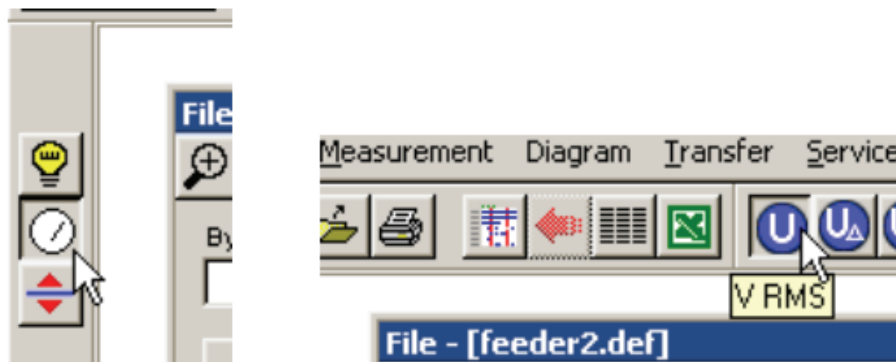 File
By
Measurement Diagram Transfer Service
U U△
V RMS
File - [feeder2.def]